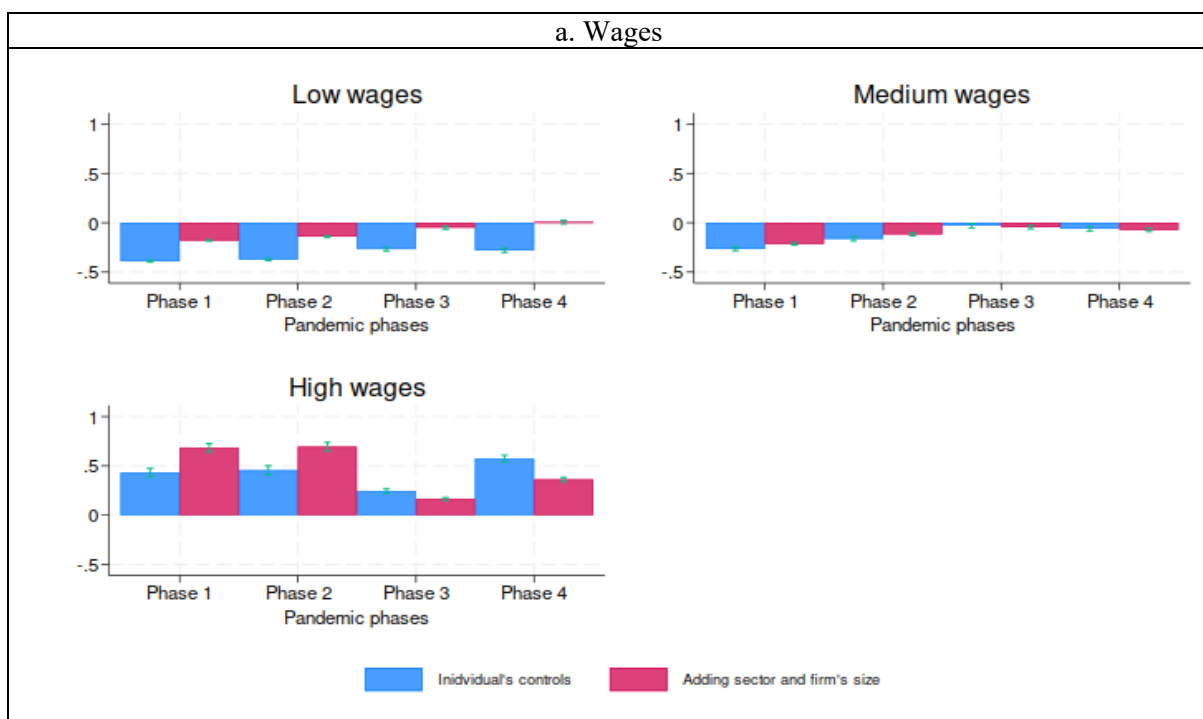 a. Wages
Low wages
1
.5
0
-.5
Phase 1 Phase 2 Phase 3 Phase 4
Pandemic phases
Medium wages
1
.5
0
-.5
Phase 1 Phase 2 Phase 3 Phase 4
Pandemic phases
High wages
1
.5
0
-.5
Phase 1 Phase 2 Phase 3 Phase 4
Pandemic phases
Inidvidual's controls Adding sector and firm's size